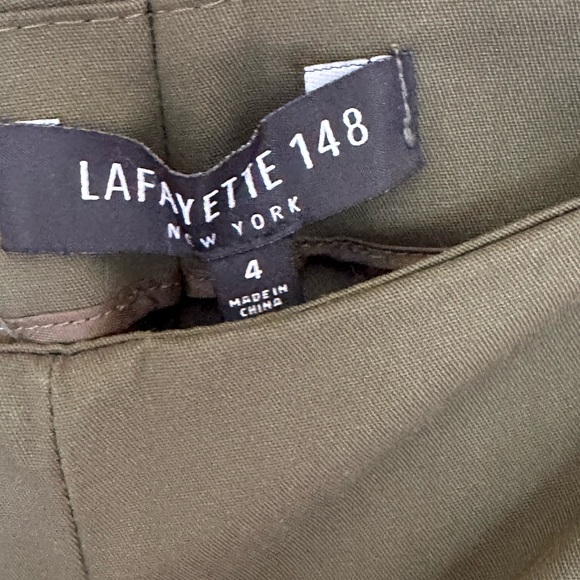 LAFAYETTE 148
NEW YORK
4
MADE IN
CHINA